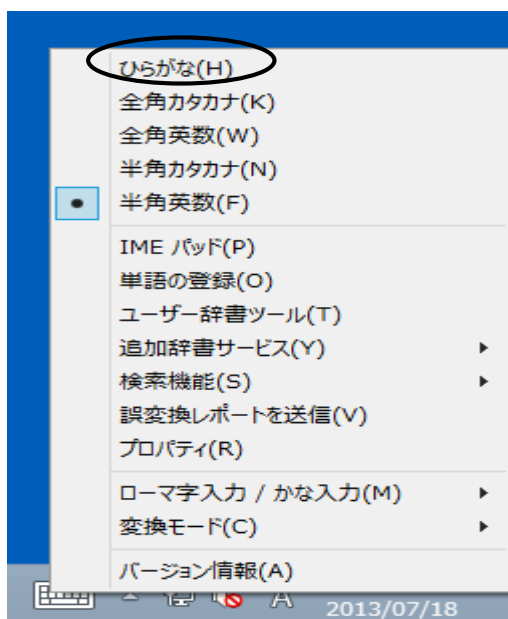 ひらがな(H)
全角カタカナ(K)
全角英数(W)
半角カタカナ(N)
半角英数(F)
IME パッド(P)
単語の登録(O)
ユーザー辞書ツール(T)
追加辞書サービス(Y)
検索機能(S)
誤変換レポートを送信(V)
プロパティ(R)
ローマ字入力 / かな入力(M)
変換モード(C)
バージョン情報(A)
A
2013/07/18